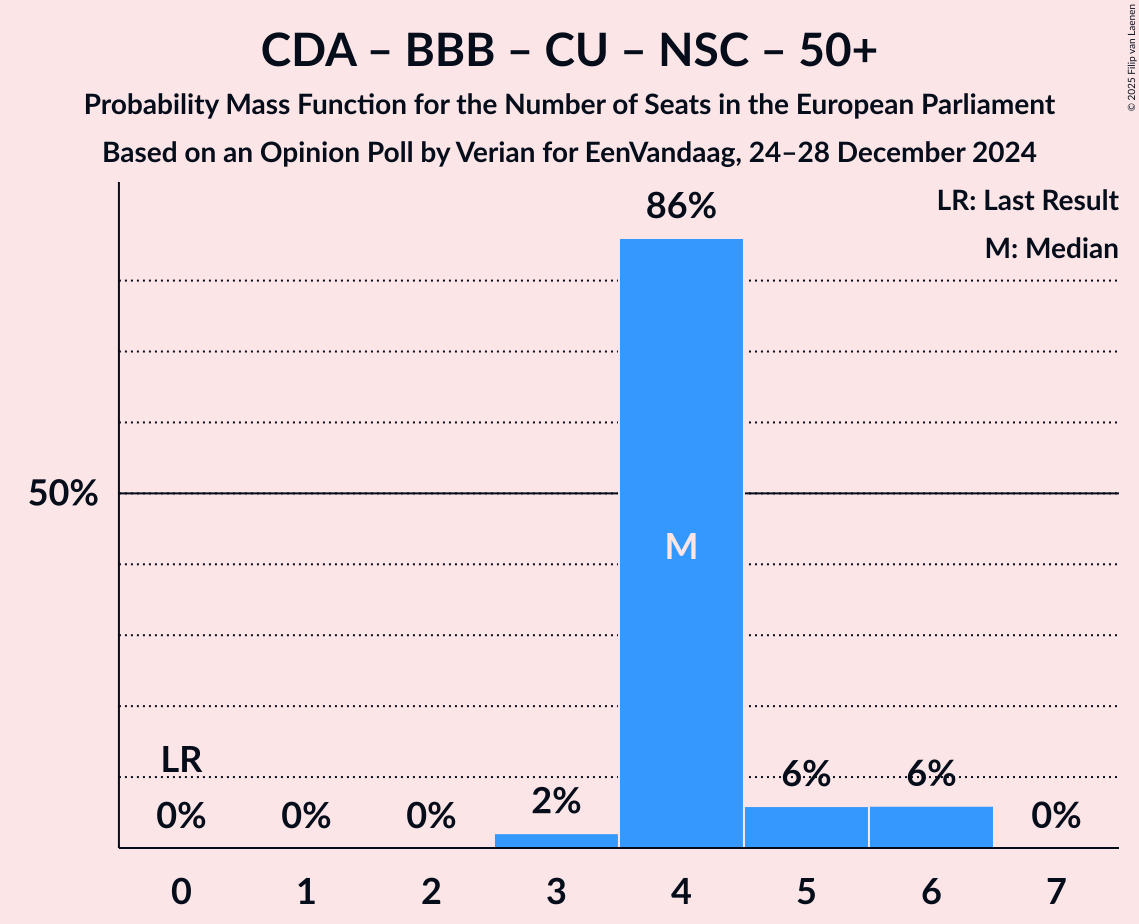 CDA – BBB – CU – NSC – 50+
Probability Mass Function for the Number of Seats in the European Parliament
Based on an Opinion Poll by Verian for EenVandaag, 24–28 December 2024
© 2025 Filip van Laenen
LR: Last Result
M: Median
86%
50%
M
LR
0%
0%
0%
2%
6%
6%
0%
0
1
2
3
4
5
6
7